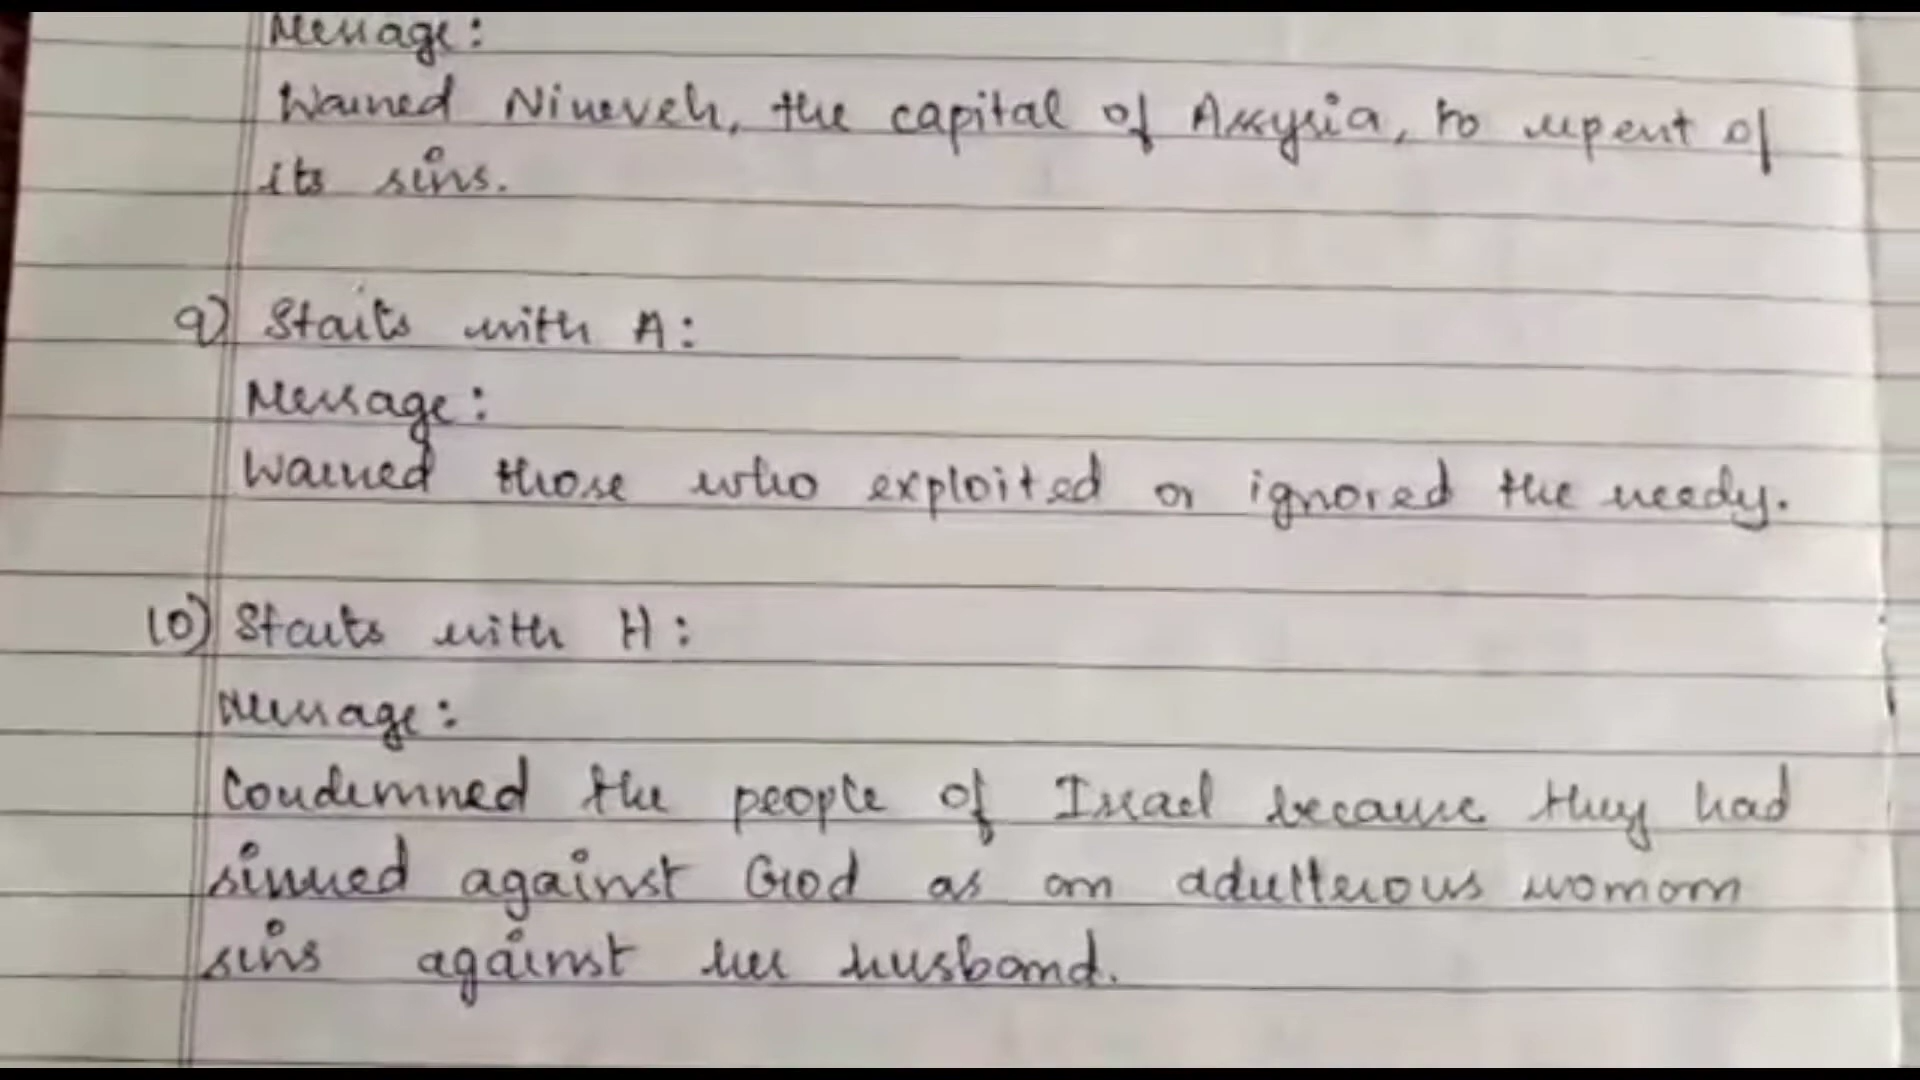 Message:
Warned Nineveh, the capital of Assyria, to repent of
its sins.
9) Starts with A:
Message:
Warned those who exploited or ignored the needy.
10) Starts with H:
Message:
Condemned the people of Israel because they had
sinned against God as an adulterous woman
sins against her husband.